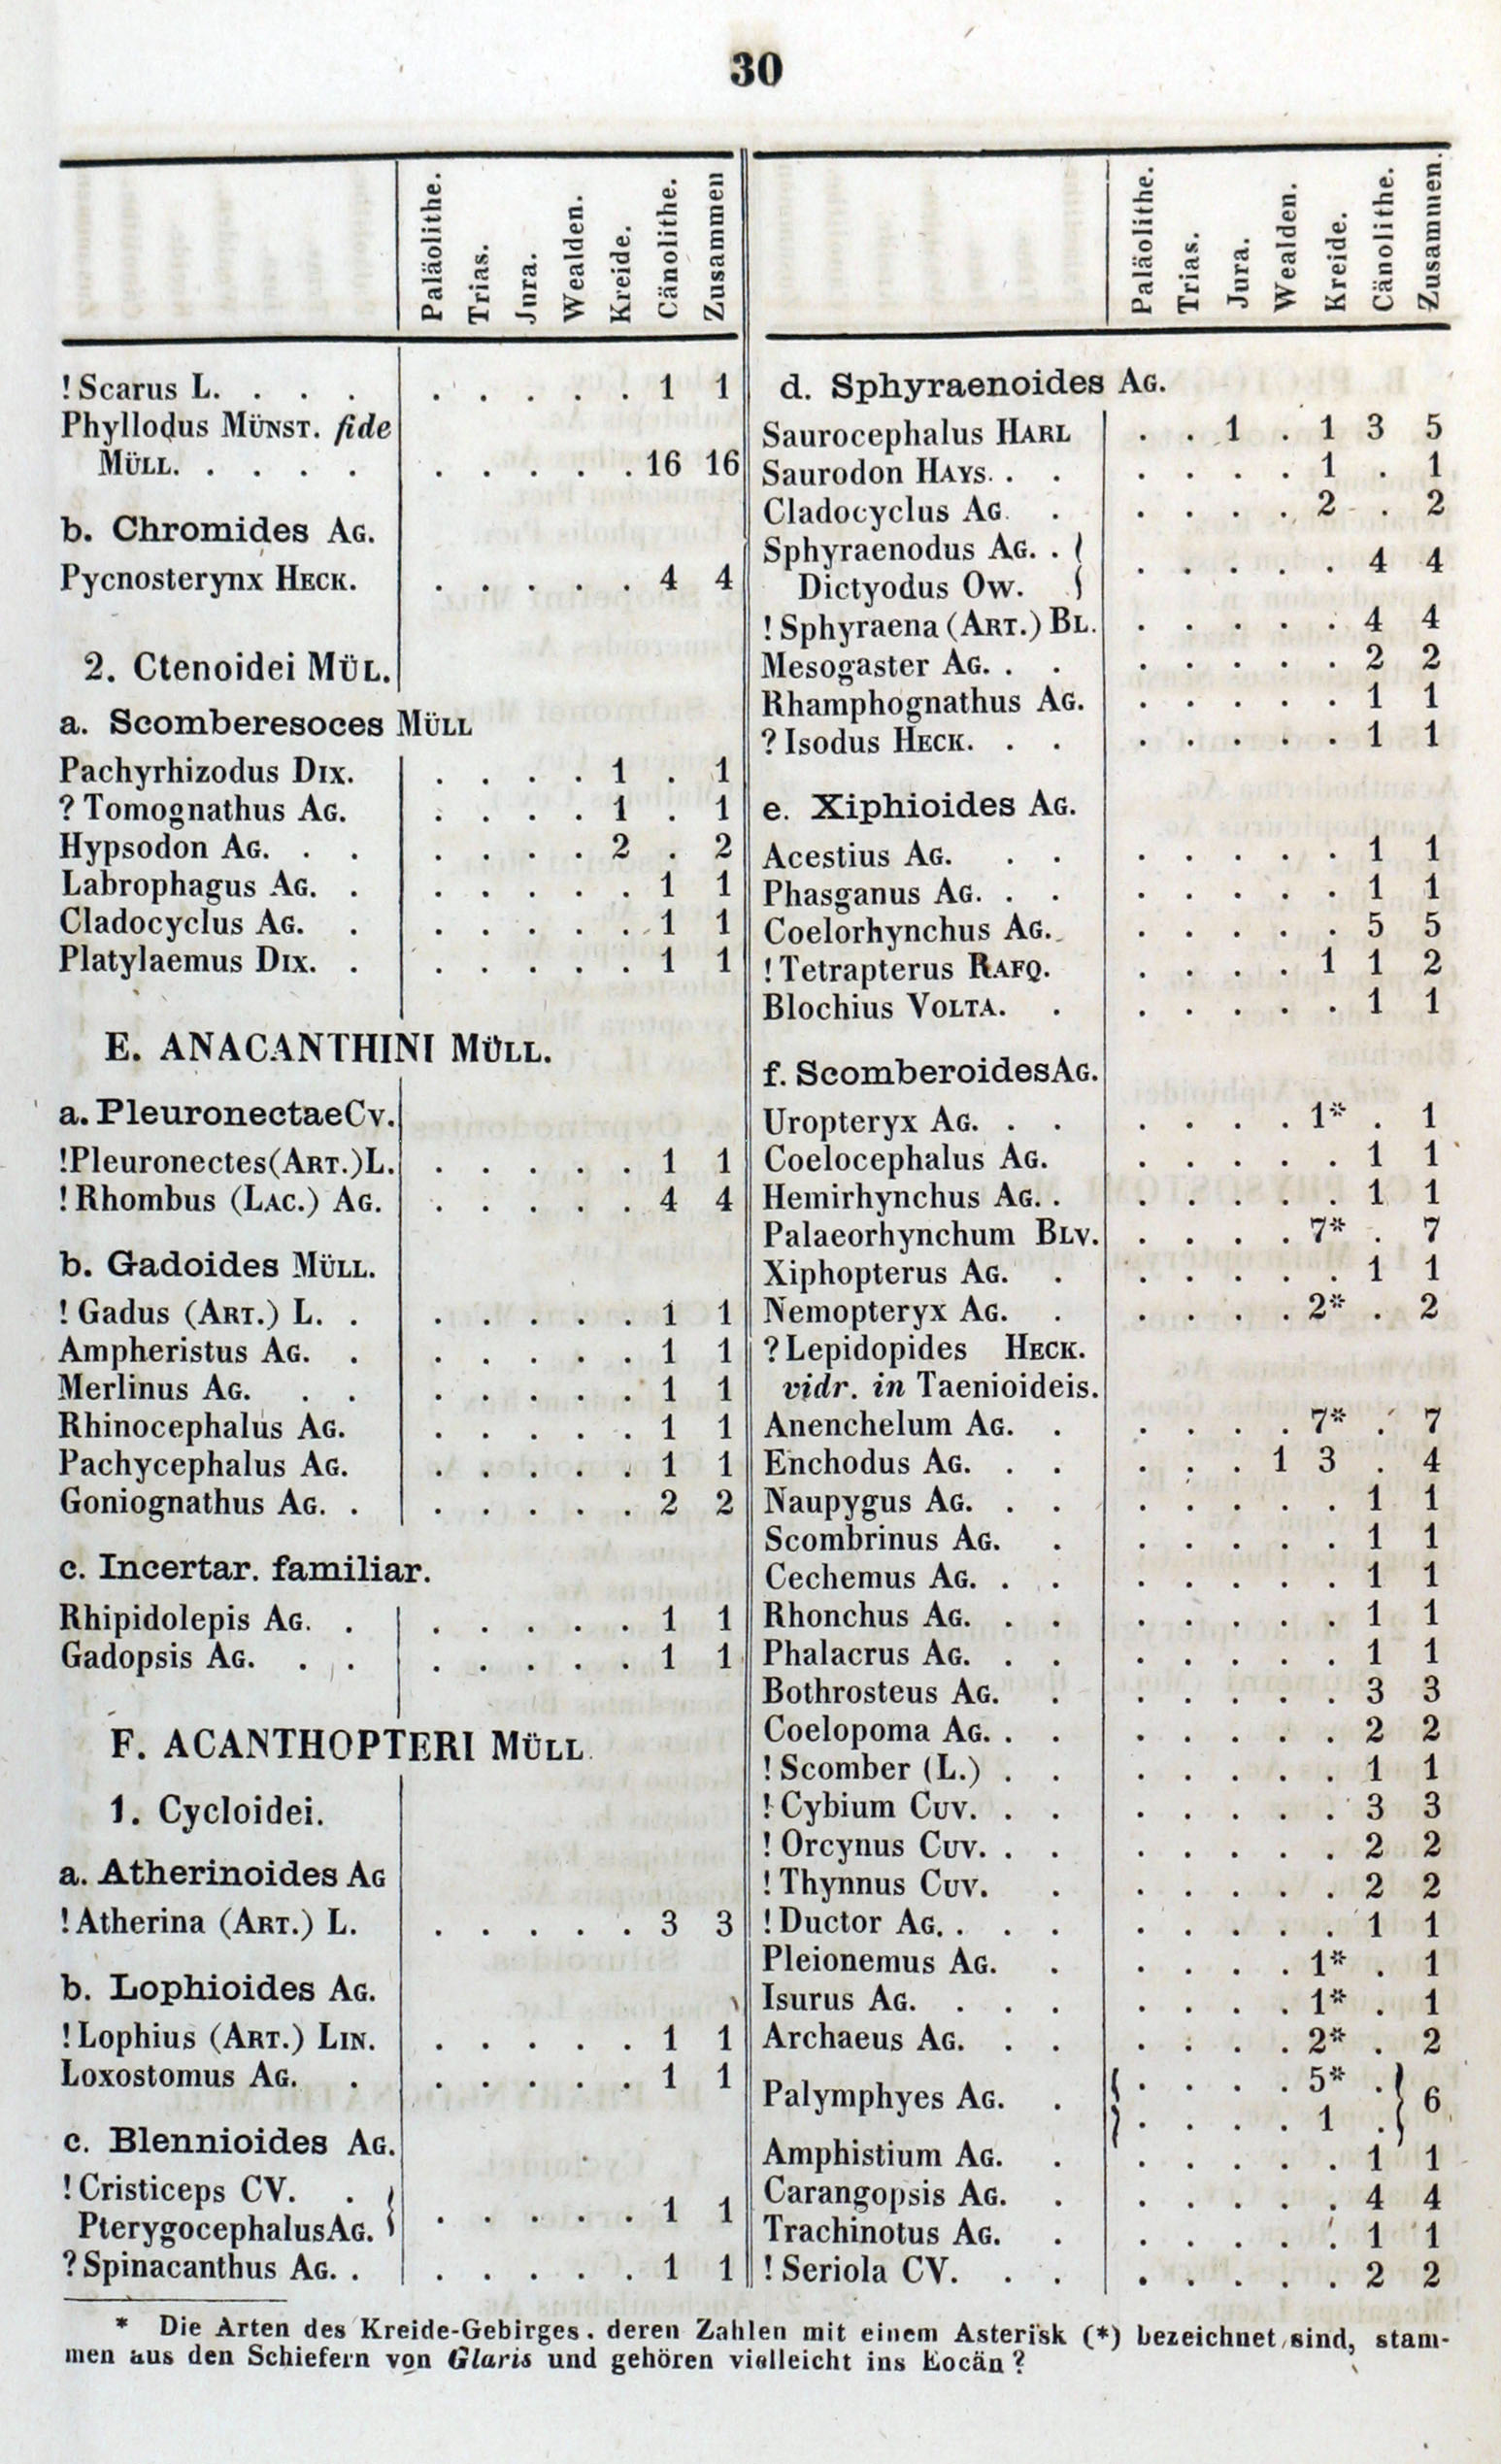 30
Paläolithe. Trias. Jura. Wealden. Kreide. Cänolithe. Zusammen
!Scarus L. . . . . . . . . 1 1
Phyllodus MÜNST. fide
MÜLL. . . . . . . . . . 16 16
b. Chromides AG.
Pycnosterynx HECK. . . . . . 4 4
2. Ctenoidei MÜL.
a. Scomberesoces MÜLL
Pachyrhizodus DIX. . . . . 1 . 1
? Tomognathus AG. . . . . 1 . 1
Hypsodon AG. . . . . . . 2 . 2
Labrophagus AG. . . . . . . 1 1
Cladocyclus AG. . . . . . . 1 1
Platylaemus DIX. . . . . . . 1 1
E. ANACANTHINI MÜLL.
a. Pleuronectae CV.
!Pleuronectes (ART.) L. . . . . . 1 1
! Rhombus (LAC.) AG. . . . . . 4 4
b. Gadoides MÜLL.
! Gadus (ART.) L. . . . . . . 1 1
Ampheristus AG. . . . . . . 1 1
Merlinus AG. . . . . . . . 1 1
Rhinocephalus AG. . . . . . 1 1
Pachycephalus AG. . . . . . 1 1
Goniognathus AG. . . . . . . 2 2
c. Incertar. familiar.
Rhipidolepis AG. . . . . . . 1 1
Gadopsis AG. . . . . . . . 1 1
F. ACANTHOPTERI MÜLL
1. Cycloidei.
a. Atherinoides AG
! Atherina (ART.) L. . . . . . 3 3
b. Lophioides AG.
! Lophius (ART.) LIN. . . . . . 1 1
Loxostomus AG. . . . . . . 1 1
c. Blennioides AG.
! Cristiceps CV. . }
Pterygocephalus AG. } . . . . . 1 1
? Spinacanthus AG. . . . . . . 1 1
Paläolithe. Trias. Jura. Wealden. Kreide. Cänolithe. Zusammen.
d. Sphyraenoides AG.
Saurocephalus HARL . . 1 . 1 3 5
Saurodon HAYS. . . . . . . 1 . 1
Cladocyclus AG. . . . . . 2 . 2
Sphyraenodus AG. . }
Dictyodus OW. } . . . . . 4 4
! Sphyraena (ART.) BL. . . . . . 4 4
Mesogaster AG. . . . . . . . 2 2
Rhamphognathus AG. . . . . . 1 1
? Isodus HECK. . . . . . . . 1 1
e. Xiphioides AG.
Acestius AG. . . . . . . . 1 1
Phasganus AG. . . . . . . . 1 1
Coelorhynchus AG. . . . . . 5 5
! Tetrapterus RAFQ. . . . . 1 1 2
Blochius VOLTA. . . . . . . 1 1
f. Scomberoides AG.
Uropteryx AG. . . . . . . 1* . 1
Coelocephalus AG. . . . . . 1 1
Hemirhynchus AG. . . . . . . 1 1
Palaeorhynchum BLV. . . . . 7* . 7
Xiphopterus AG. . . . . . . 1 1
Nemopteryx AG. . . . . . 2* . 2
? Lepidopides HECK.
vidr. in Taenioideis.
Anenchelum AG. . . . . . 7* . 7
Enchodus AG. . . . . . 1 3 . 4
Naupygus AG. . . . . . . . 1 1
Scombrinus AG. . . . . . . 1 1
Cechemus AG. . . . . . . . 1 1
Rhonchus AG. . . . . . . . 1 1
Phalacrus AG. . . . . . . . 1 1
Bothrosteus AG. . . . . . . 3 3
Coelopoma AG. . . . . . . . 2 2
! Scomber (L.) . . . . . . . 1 1
! Cybium CUV. . . . . . . . 3 3
! Orcynus CUV. . . . . . . . 2 2
! Thynnus CUV. . . . . . . 2 2
! Ductor AG. . . . . . . . . 1 1
Pleionemus AG. . . . . . 1* . 1
Isurus AG. . . . . . . . 1* . 1
Archaeus AG. . . . . . . 2* . 2
Palymphyes AG. . { . . . . 5* . } 6
} . . . . 1 . }
Amphistium AG. . . . . . . 1 1
Carangopsis AG. . . . . . . 4 4
Trachinotus AG. . . . . . . 1 1
! Seriola CV. . . . . . . . 2 2
* Die Arten des Kreide-Gebirges, deren Zahlen mit einem Asterisk (*) bezeichnet sind, stam-
men aus den Schiefern von Glaris und gehören vielleicht ins Eocän ?